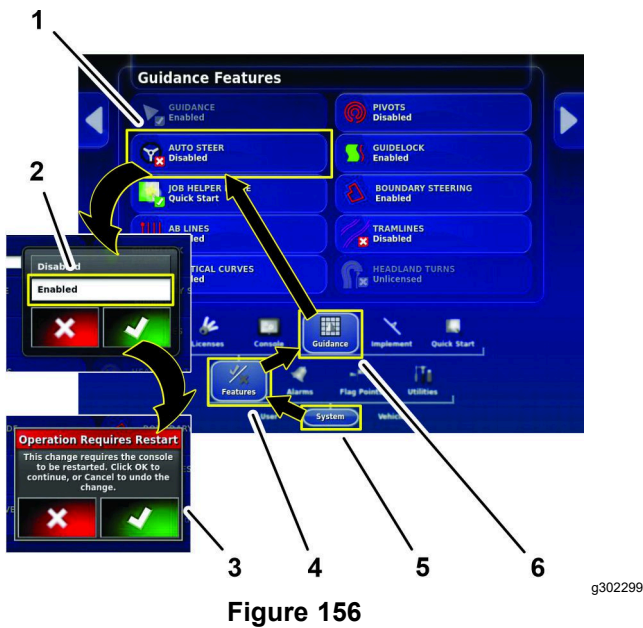 1
Guidance Features
GUIDANCE
Enabled
PIVOTS
Disabled
AUTO STEER
Disabled
GUIDELOCK
Enabled
2
JOB HELPER
Quick Start
BOUNDARY STEERING
Enabled
AB LINES
TRAMLINES
Disabled
Disabled
Enabled
CURVES
HEADLAND TURNS
Unlicensed
Licenses
Console
Guidance
Implement
Quick Start
Features
Alarms
Flag Points
Utilities
User
System
Vehicle
Operation Requires Restart
This change requires the console
to be restarted. Click OK to
continue, or Cancel to undo the
change.
3
4
5
6
g302299
Figure 156